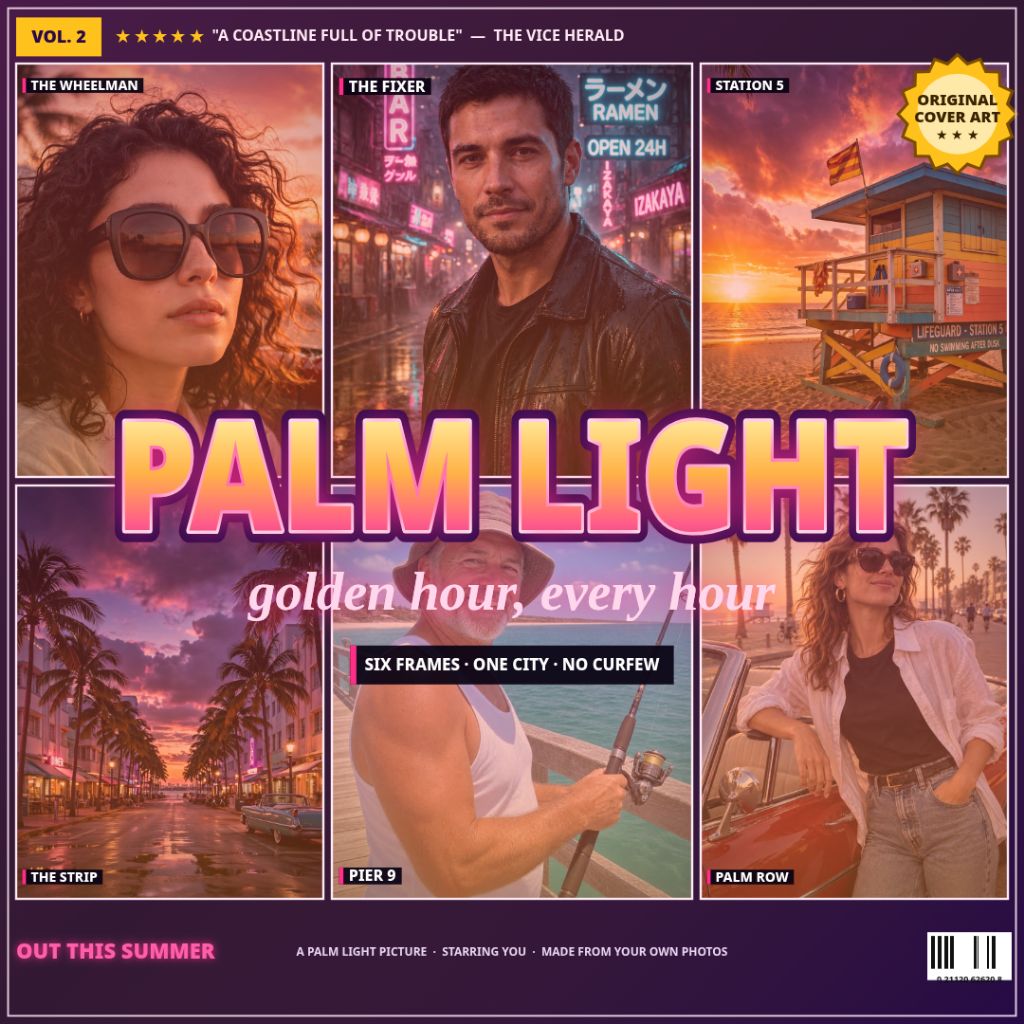 VOL. 2
★★★★★ "A COASTLINE FULL OF TROUBLE" — THE VICE HERALD
THE WHEELMAN
THE FIXER
BAR
ラーメン
RAMEN
OPEN 24H
IZAKAYA
IZAKAYA
STATION 5
ORIGINAL
COVER ART
★ ★ ★
LIFEGUARD - STATION 5
NO SWIMMING AFTER DUSK
PALM LIGHT
golden hour, every hour
SIX FRAMES · ONE CITY · NO CURFEW
DINER
THE STRIP
PIER 9
PALM ROW
OUT THIS SUMMER
A PALM LIGHT PICTURE · STARRING YOU · MADE FROM YOUR OWN PHOTOS